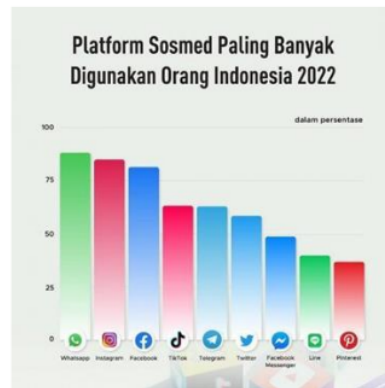 Platform Sosmed Paling Banyak
Digunakan Orang Indonesia 2022
dalam persentase
100
75
50
25
0
Whatsapp Instagram Facebook TikTok Telegram Twitter Facebook Messenger Line Pinterest